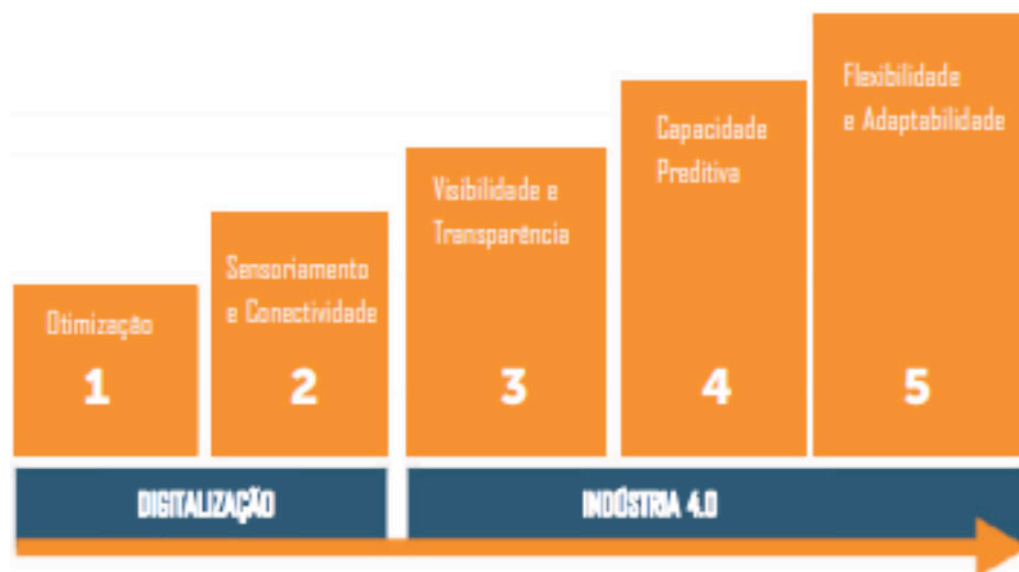 Otimização
1
Sensoriamento
e Conectividade
2
Visibilidade e
Transparência
3
Capacidade
Preditiva
4
Flexibilidade
e Adaptabilidade
5
DIGITALIZAÇÃO
INDÚSTRIA 4.0